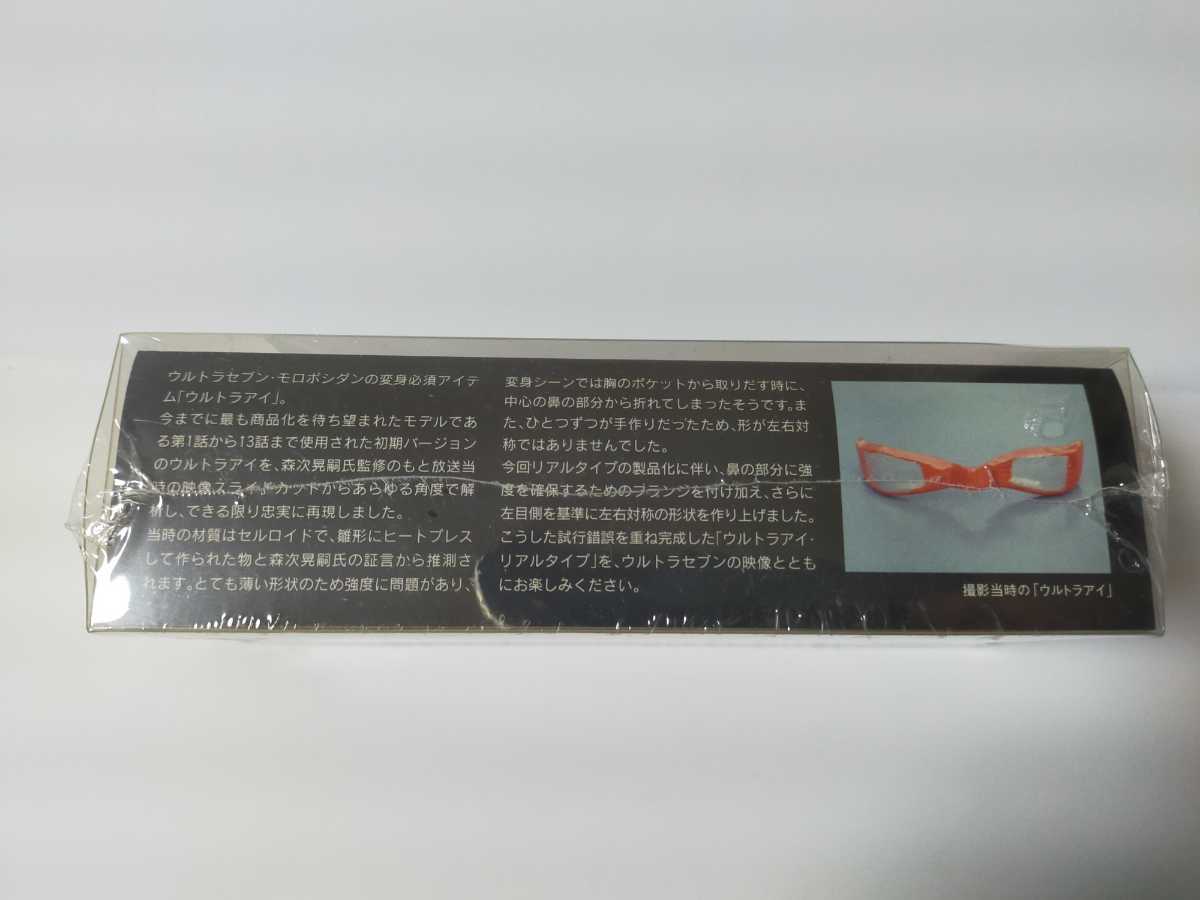 ウルトラセブン・モロボシダンの変身必須アイテ
ム「ウルトラアイ」。
今までに最も商品化を待ち望まれたモデルであ
る第1話から13話まで使用された初期バージョン
のウルトラアイを、森次晃嗣氏監修のもと放送当
時の映像スライドカットからあらゆる角度で解
析し、できる限り忠実に再現しました。
当時の材質はセルロイドで、雛形にヒートプレス
して作られた物と森次晃嗣氏の証言から推測さ
れます。とても薄い形状のため強度に問題があり、
変身シーンでは胸のポケットから取りだす時に、
中心の鼻の部分から折れてしまったそうです。ま
た、ひとつずつが手作りだったため、形が左右対
称ではありませんでした。
今回リアルタイプの製品化に伴い、鼻の部分に強
度を確保するためのフランジを付け加え、さらに
左目側を基準に左右対称の形状を作り上げました。
こうした試行錯誤を重ね完成した「ウルトラアイ・
リアルタイプ」を、ウルトラセブンの映像ととも
にお楽しみください。
撮影当時の「ウルトラアイ」